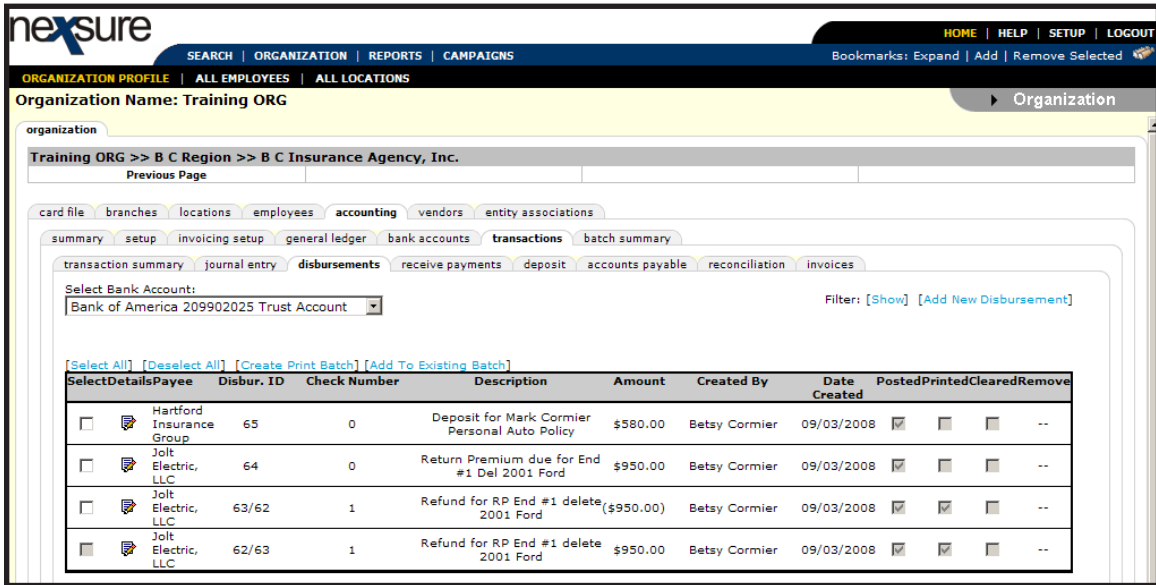 nexsure
HOME | HELP | SETUP | LOGOUT
SEARCH | ORGANIZATION | REPORTS | CAMPAIGNS
Bookmarks: Expand | Add | Remove Selected
ORGANIZATION PROFILE | ALL EMPLOYEES | ALL LOCATIONS
Organization Name: Training ORG
Organization
organization
Training ORG >> B C Region >> B C Insurance Agency, Inc.
Previous Page
card file branches locations employees accounting vendors entity associations
summary setup invoicing setup general ledger bank accounts transactions batch summary
transaction summary journal entry disbursements receive payments deposit accounts payable reconciliation invoices
Select Bank Account:
Bank of America 209902025 Trust Account
Filter: [Show] [Add New Disbursement]
[Select All] [Deselect All] [Create Print Batch] [Add To Existing Batch]
Select Details Payee Disbur. ID Check Number Description Amount Created By Date Created Posted Printed Cleared Remove
Hartford Insurance Group 65 0 Deposit for Mark Cormier Personal Auto Policy $580.00 Betsy Cormier 09/03/2008 --
Jolt Electric, LLC 64 0 Return Premium due for End #1 Del 2001 Ford $950.00 Betsy Cormier 09/03/2008 --
Jolt Electric, LLC 63/62 1 Refund for RP End #1 delete 2001 Ford ($950.00) Betsy Cormier 09/03/2008 --
Jolt Electric, LLC 62/63 1 Refund for RP End #1 delete 2001 Ford $950.00 Betsy Cormier 09/03/2008 --